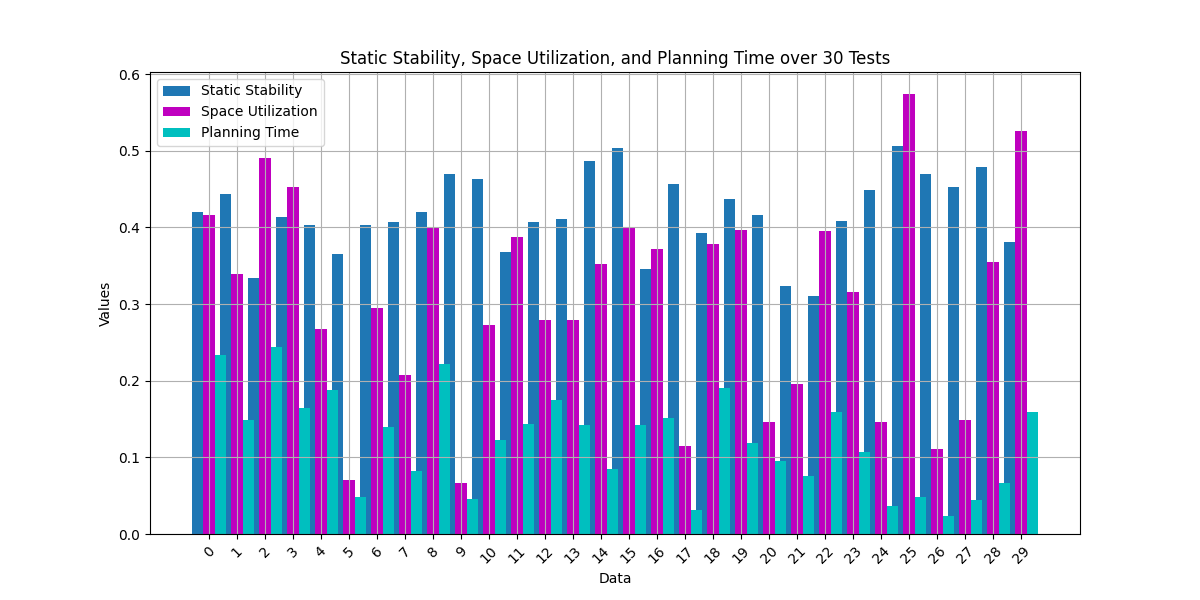 Static Stability, Space Utilization, and Planning Time over 30 Tests
Static Stability
Space Utilization
Planning Time
0.6
0.5
0.4
0.3
0.2
0.1
0.0
Values
0 1 2 3 4 5 6 7 8 9 10 11 12 13 14 15 16 17 18 19 20 21 22 23 24 25 26 27 28 29
Data